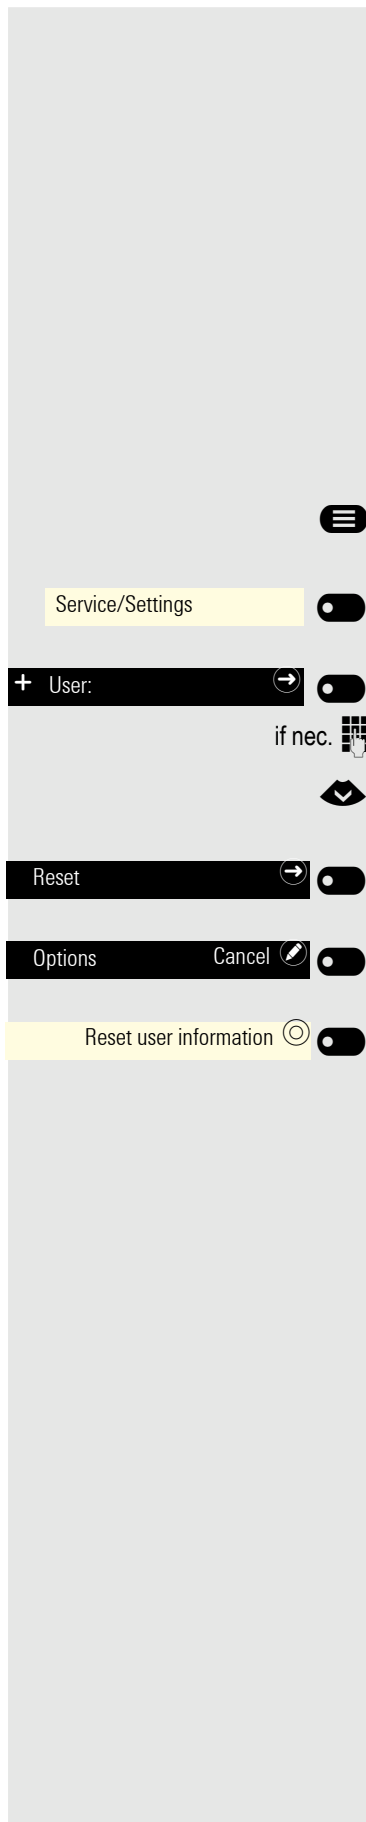 Service/Settings
+ User:
if nec.
Reset
Options Cancel
Reset user information